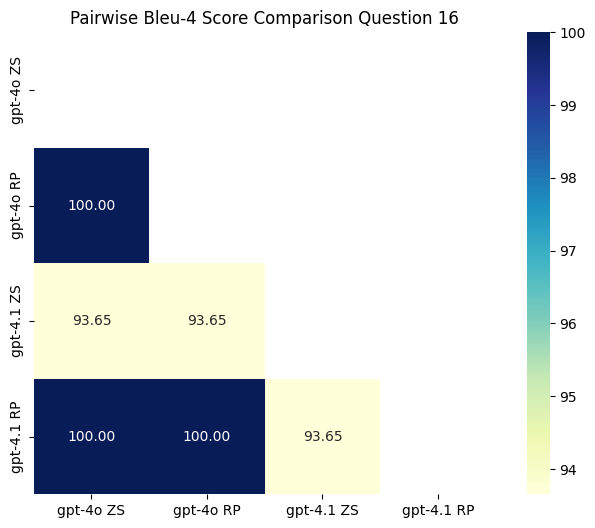 Pairwise Bleu-4 Score Comparison Question 16
gpt-4o ZS
gpt-4o RP
100.00
gpt-4.1 ZS
93.65 93.65
gpt-4.1 RP
100.00 100.00 93.65
gpt-4o ZS gpt-4o RP gpt-4.1 ZS gpt-4.1 RP
100
99
98
97
96
95
94